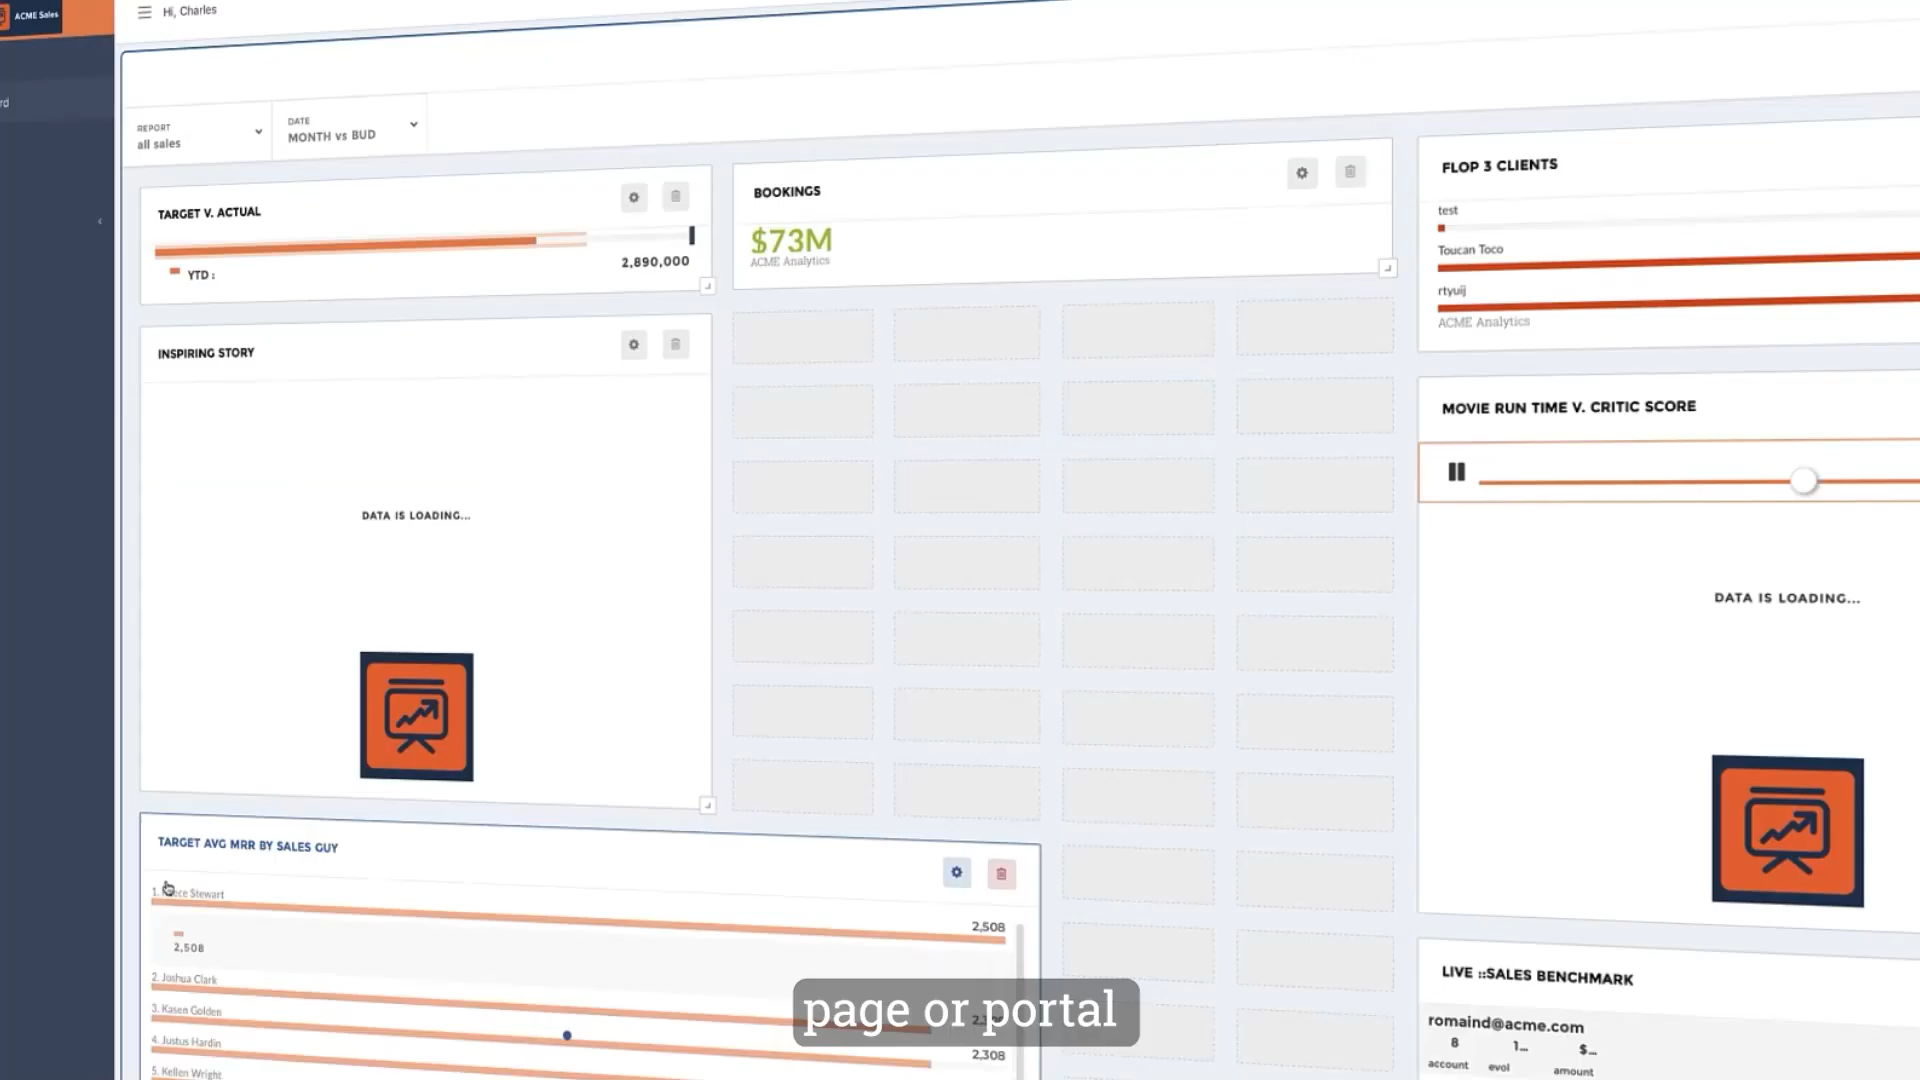 ACME Sales
Hi, Charles
rd
REPORT
all sales
DATE
MONTH vs BUD
TARGET V. ACTUAL
2,890,000
YTD :
BOOKINGS
$73M
ACME Analytics
FLOP 3 CLIENTS
test
Toucan Toco
rtyuij
ACME Analytics
INSPIRING STORY
DATA IS LOADING...
MOVIE RUN TIME V. CRITIC SCORE
DATA IS LOADING...
TARGET AVG MRR BY SALES GUY
1.
Stewart
2,508
2,508
2. Joshua Clark
3. Kasen Golden
4. Justus Hardin
2,308
5. Kellen Wright
LIVE ::SALES BENCHMARK
romaind@acme.com
8
1...
$...
account
evol
amount
page or portal